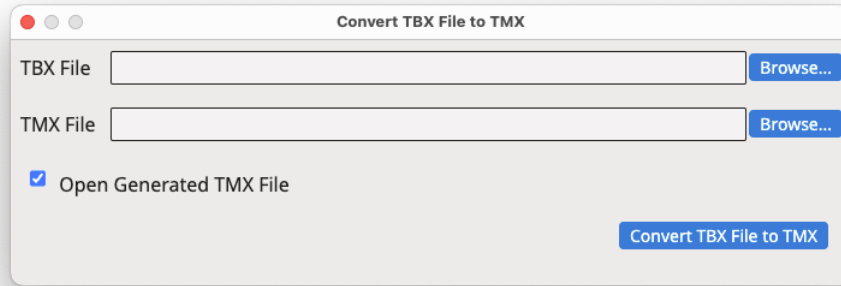 Convert TBX File to TMX
TBX File Browse...
TMX File Browse...
Open Generated TMX File
Convert TBX File to TMX